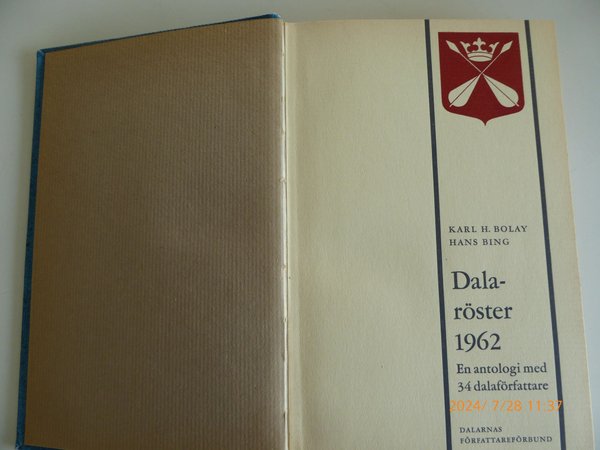 KARL H. BOLAY
HANS BING
Dala-
röster
1962
En antologi med
34 dalaförfattare
2024/ 7/28 11:37
DALARNAS
FÖRFATTAREFÖRBUND